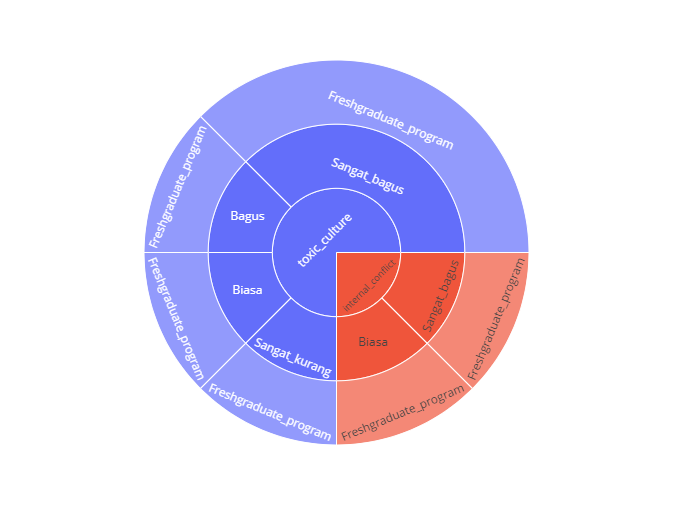 Freshgraduate_program
Sangat_bagus
Freshgraduate_program
Bagus
toxic_culture
Biasa
Freshgraduate_program
Sangat_kurang
Freshgraduate_program
internal_conflict
Sangat_bagus
Freshgraduate_program
Biasa
Freshgraduate_program